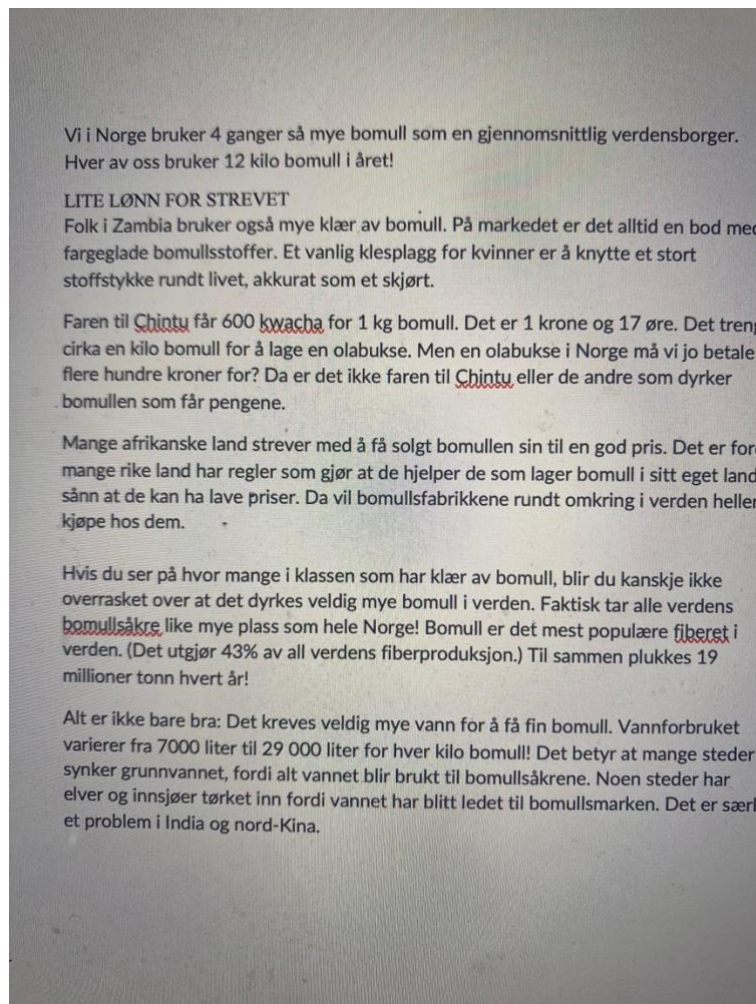 Vi i Norge bruker 4 ganger så mye bomull som en gjennomsnittlig verdensborger.
Hver av oss bruker 12 kilo bomull i året!
LITE LØNN FOR STREVET
Folk i Zambia bruker også mye klær av bomull. På markedet er det alltid en bod med
fargeglade bomullsstoffer. Et vanlig klesplagg for kvinner er å knytte et stort
stoffstykke rundt livet, akkurat som et skjørt.
Faren til Chintu får 600 kwacha for 1 kg bomull. Det er 1 krone og 17 øre. Det treng
cirka en kilo bomull for å lage en olabukse. Men en olabukse i Norge må vi jo betale
flere hundre kroner for? Da er det ikke faren til Chintu eller de andre som dyrker
bomullen som får pengene.
Mange afrikanske land strever med å få solgt bomullen sin til en god pris. Det er for
mange rike land har regler som gjør at de hjelper de som lager bomull i sitt eget land
sånn at de kan ha lave priser. Da vil bomullsfabrikkene rundt omkring i verden heller
kjøpe hos dem.
Hvis du ser på hvor mange i klassen som har klær av bomull, blir du kanskje ikke
overrasket over at det dyrkes veldig mye bomull i verden. Faktisk tar alle verdens
bomullsåkre like mye plass som hele Norge! Bomull er det mest populære fiberet i
verden. (Det utgjør 43% av all verdens fiberproduksjon.) Til sammen plukkes 19
millioner tonn hvert år!
Alt er ikke bare bra: Det kreves veldig mye vann for å få fin bomull. Vannforbruket
varierer fra 7000 liter til 29 000 liter for hver kilo bomull! Det betyr at mange steder
synker grunnvannet, fordi alt vannet blir brukt til bomullsåkrene. Noen steder har
elver og innsjøer tørket inn fordi vannet har blitt ledet til bomullsmarken. Det er særl
et problem i India og nord-Kina.